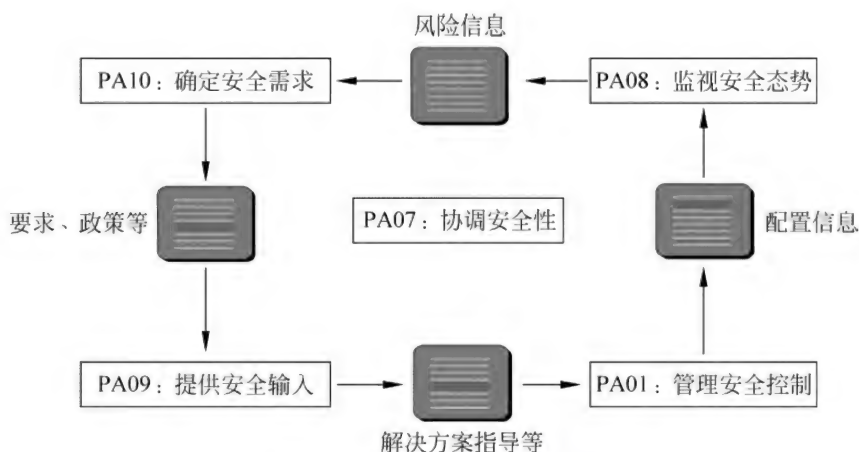 风险信息
PA10：确定安全需求
PA08：监视安全态势
要求、政策等
PA07：协调安全性
配置信息
PA09：提供安全输入
PA01：管理安全控制
解决方案指导等